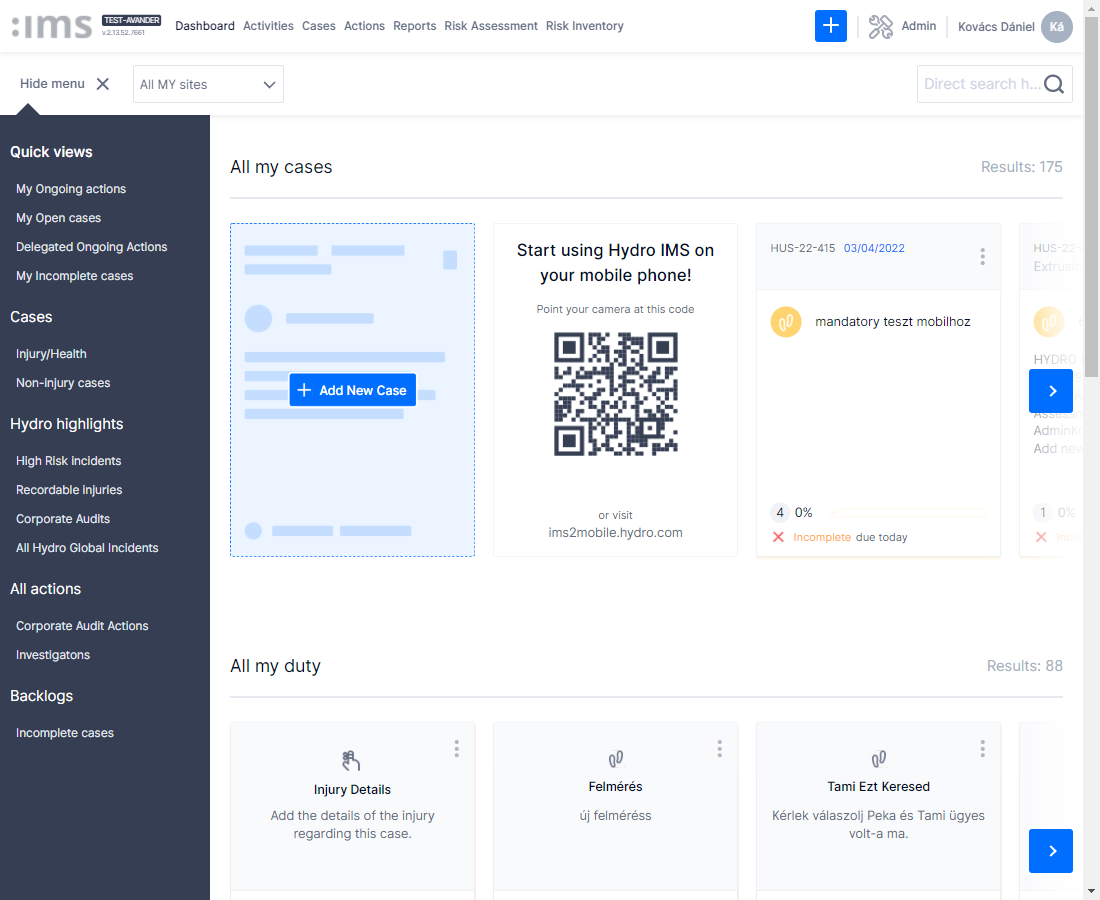 :ims
TEST-AVANDER
v.2.13.52.7661
Dashboard Activities Cases Actions Reports Risk Assessment Risk Inventory
Admin
Kovács Dániel
Ká
Hide menu
All MY sites
Direct search h...
Quick views
My Ongoing actions
My Open cases
Delegated Ongoing Actions
My Incomplete cases
Cases
Injury/Health
Non-injury cases
Hydro highlights
High Risk incidents
Recordable injuries
Corporate Audits
All Hydro Global Incidents
All actions
Corporate Audit Actions
Investigatons
Backlogs
Incomplete cases
All my cases
Results: 175
Add New Case
Start using Hydro IMS on
your mobile phone!
Point your camera at this code
or visit
ims2mobile.hydro.com
HUS-22-415 03/04/2022
mandatory teszt mobilhoz
4 0%
Incomplete due today
HUS-22-
HYDRO
Add new
1 0%
All my duty
Results: 88
Injury Details
Add the details of the injury
regarding this case.
Felmérés
új felméréss
Tami Ezt Keresed
Kérlek válaszolj Peka és Tami ügyes
volt-a ma.